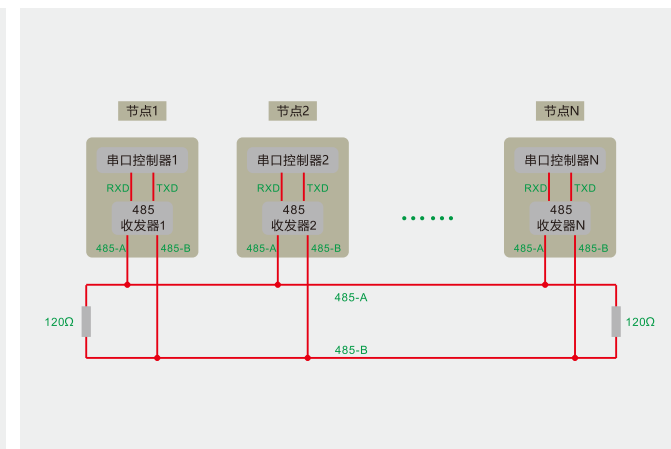 节点1 节点2 节点N
串口控制器1 串口控制器2 串口控制器N
RXD TXD RXD TXD RXD TXD
485 485 485
收发器1 收发器2 ...... 收发器N
485-A 485-B 485-A 485-B 485-A 485-B
485-A
120Ω 120Ω
485-B